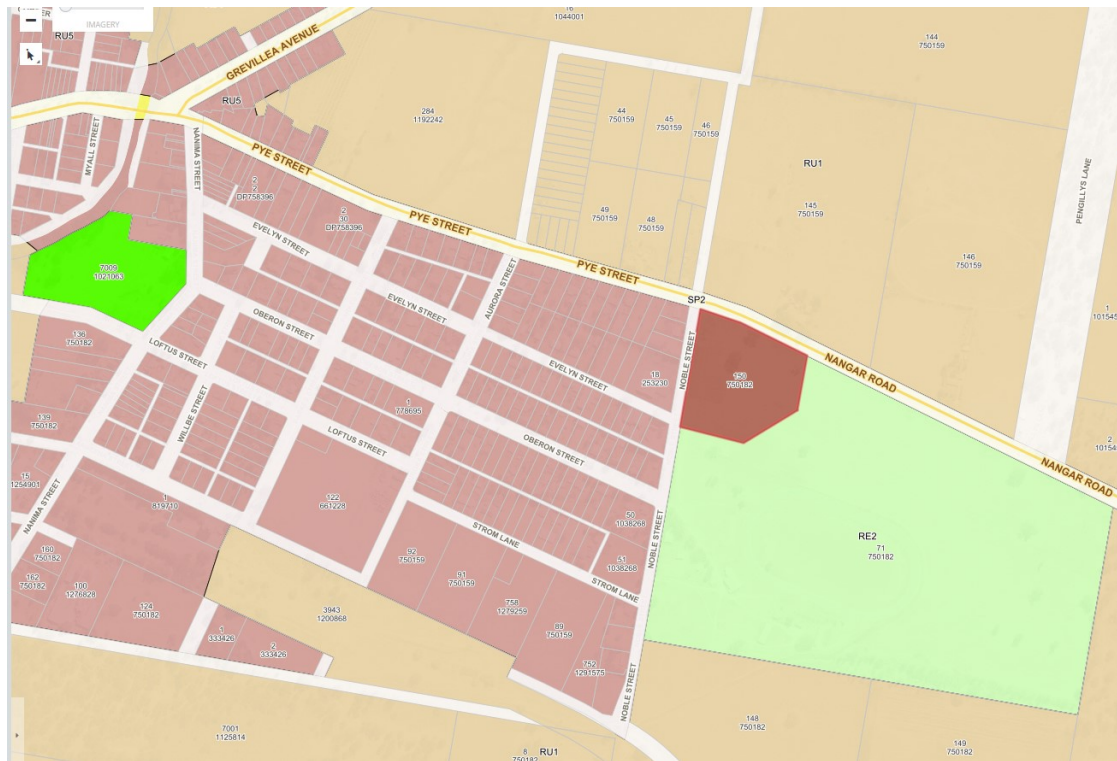 IMAGERY
RU5
16
1044001
144
750159
GREVILLEA AVENUE
RU5
284
1192242
44
750159
45
750159
46
750159
RU1
MYALL STREET
NANIMA STREET
PYE STREET
2
2
DP758396
2
30
DP758396
PYE STREET
49
750159
48
750159
145
750159
PENGILLYS LANE
EVELYN STREET
PYE STREET
146
750159
7009
1021063
AURORA STREET
SP2
EVELYN STREET
OBERON STREET
138
750182
LOFTUS STREET
NOBLE STREET
NANGAR ROAD
EVELYN STREET
18
253230
150
750182
WILLBE STREET
1
778695
139
750182
LOFTUS STREET
OBERON STREET
2
NANGAR ROAD
15
1254901
1
819710
122
661228
NANIMA STREET
50
1038268
STROM LANE
NOBLE STREET
RE2
71
750182
92
750159
51
1038268
160
750182
91
750159
STROM LANE
162
750182
100
1276828
124
750182
758
1279259
3943
1200868
89
750159
1
333426
2
333426
752
1291575
NOBLE STREET
148
750182
7001
1125814
8
750182
RU1
149
750182